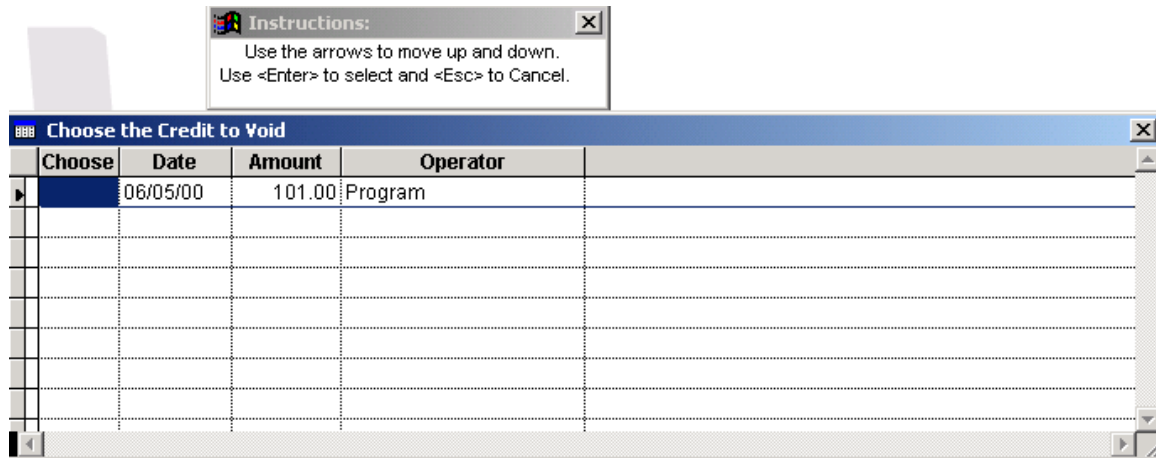 Instructions:
Use the arrows to move up and down.
Use <Enter> to select and <Esc> to Cancel.
Choose the Credit to Void
Choose Date Amount Operator
06/05/00 101.00 Program